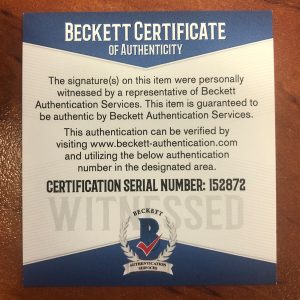 BECKETT CERTIFICATE
OF AUTHENTICITY
The signature(s) on this item were personally
witnessed by a representative of Beckett
Authentication Services. This item is guaranteed to
be authentic by Beckett Authentication Services.
This authentication can be verified by
visiting www.beckett-authentication.com
and utilizing the below authentication
number in the designated area.
CERTIFICATION SERIAL NUMBER: 152872
WITNESSED
BECKETT
B
AUTHENTICATION
SERVICES